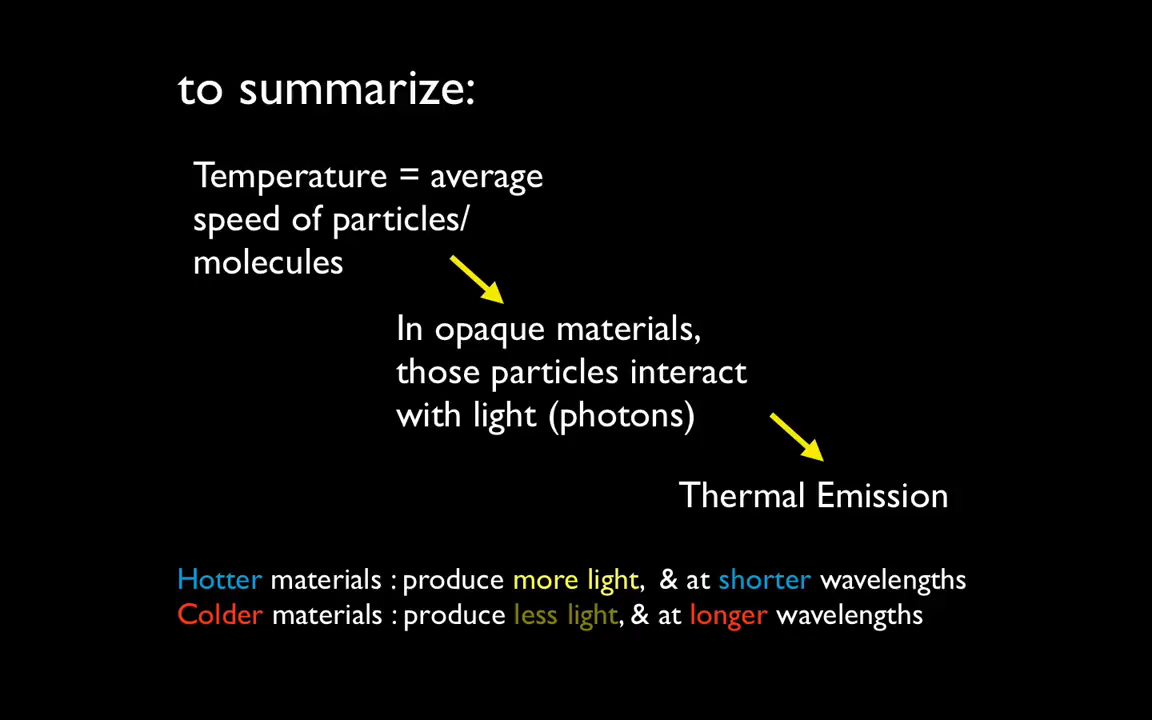 to summarize:
Temperature = average
speed of particles/
molecules
In opaque materials,
those particles interact
with light (photons)
Thermal Emission
Hotter materials : produce more light, & at shorter wavelengths
Colder materials : produce less light, & at longer wavelengths